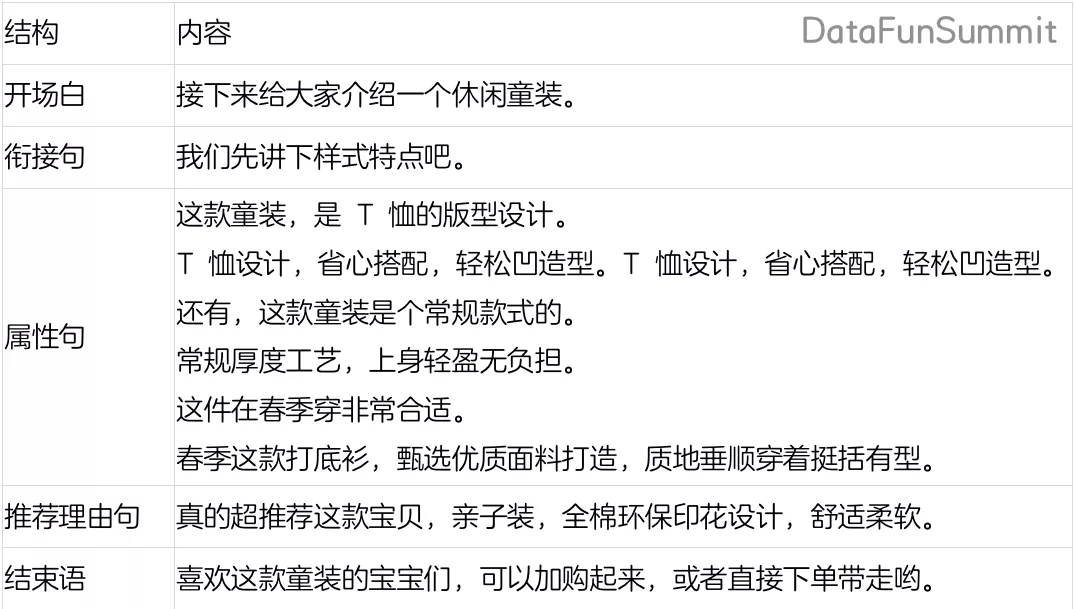 结构 内容 DataFunSummit
开场白 接下来给大家介绍一个休闲童装。
衔接句 我们先讲下样式特点吧。
属性句
这款童装，是 T 恤的版型设计。
T 恤设计，省心搭配，轻松凹造型。T 恤设计，省心搭配，轻松凹造型。
还有，这款童装是个常规款式的。
常规厚度工艺，上身轻盈无负担。
这件在春季穿非常合适。
春季这款打底衫，甄选优质面料打造，质地垂顺穿着挺括有型。
推荐理由句 真的超推荐这款宝贝，亲子装，全棉环保印花设计，舒适柔软。
结束语 喜欢这款童装的宝宝们，可以加购起来，或者直接下单带走哟。